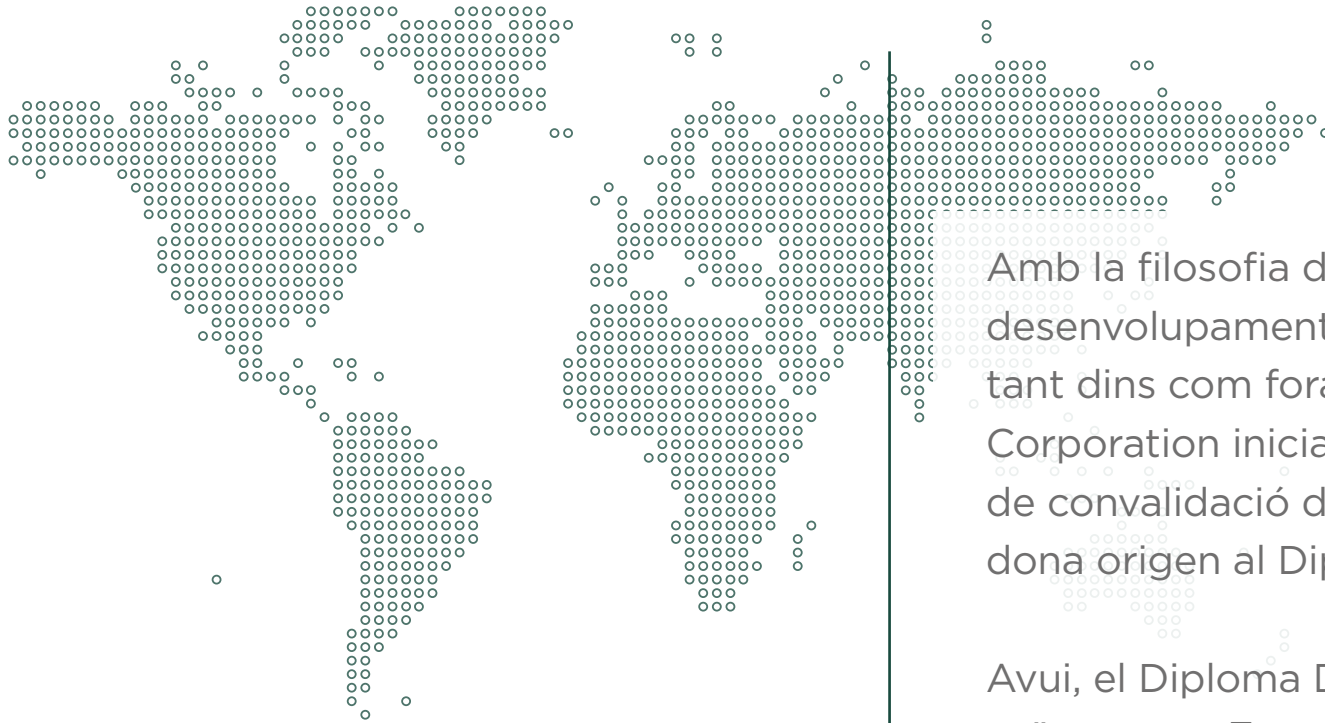 Amb la filosofia d
desenvolupament
tant dins com fora
Corporation inicia
de convalidació d
dona origen al Dip
Avui, el Diploma D